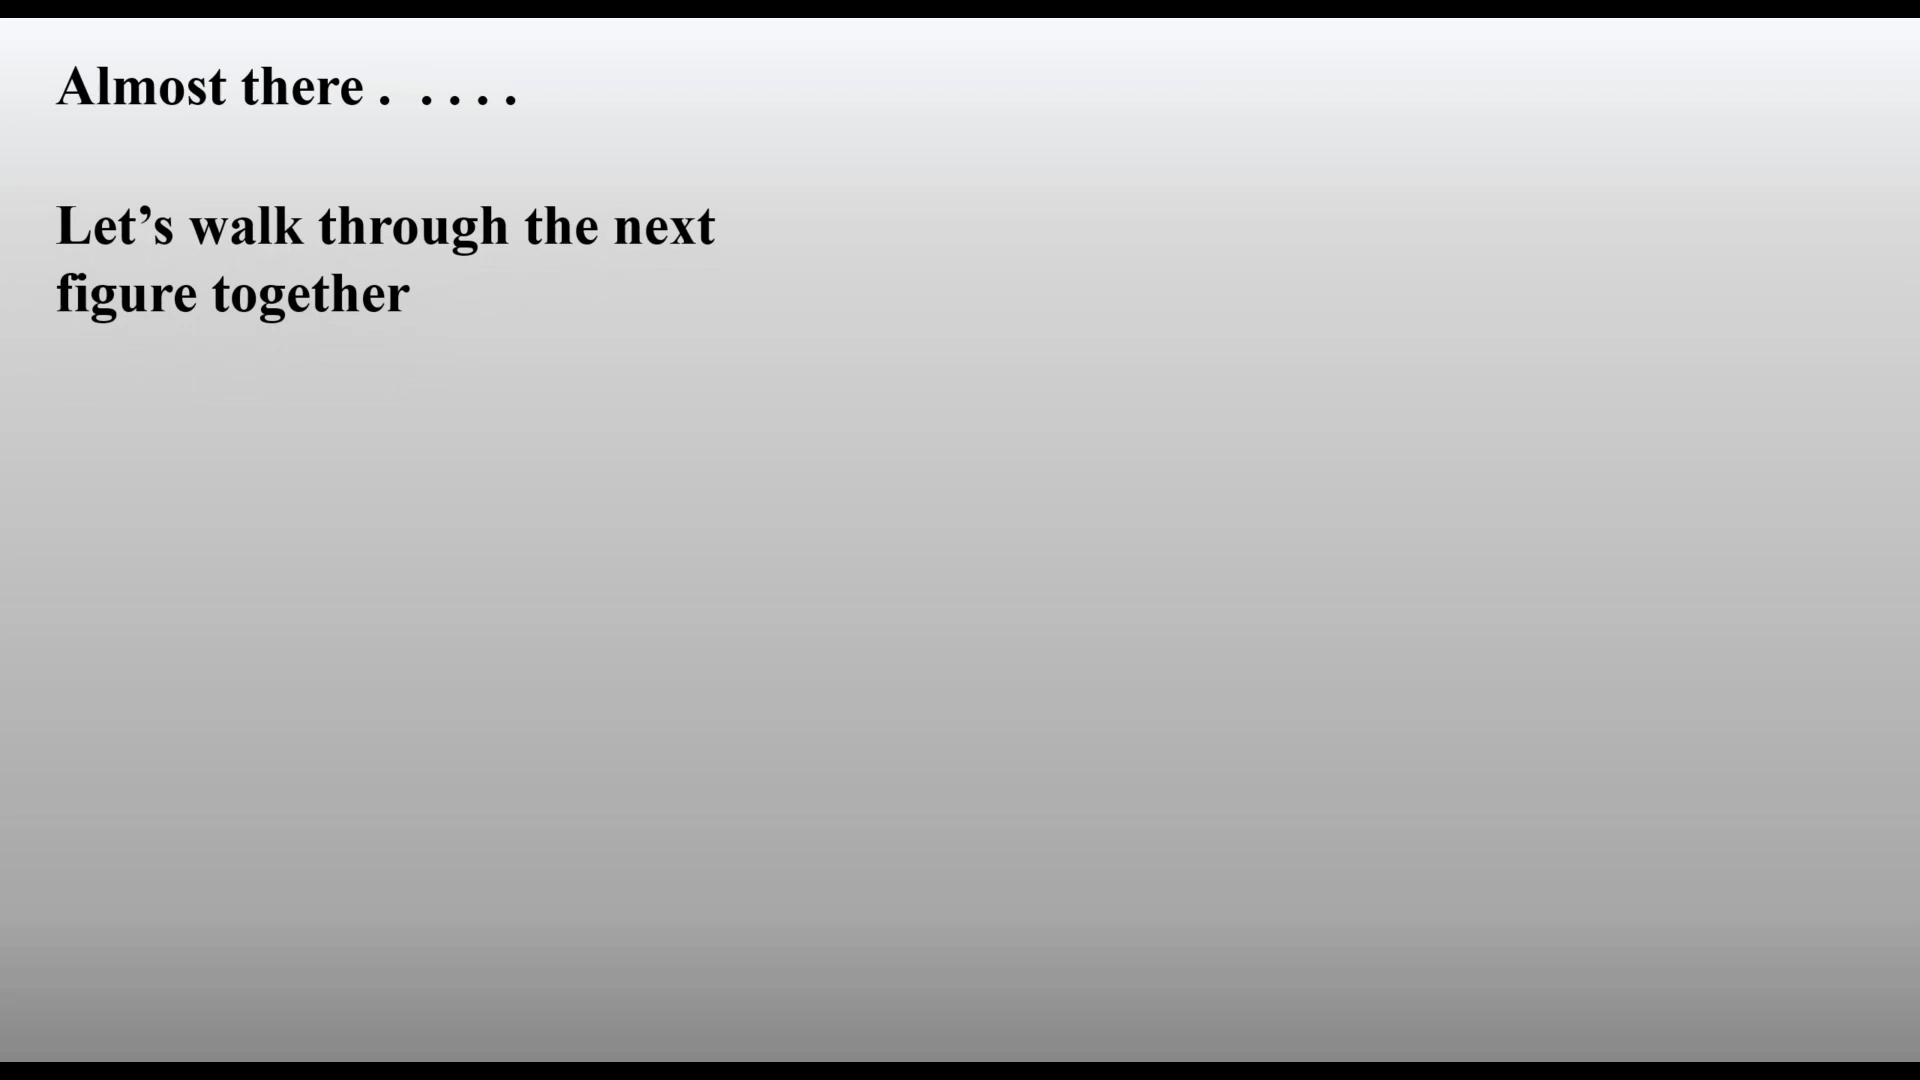 Almost there .  . . . .
Let’s walk through the next
figure together